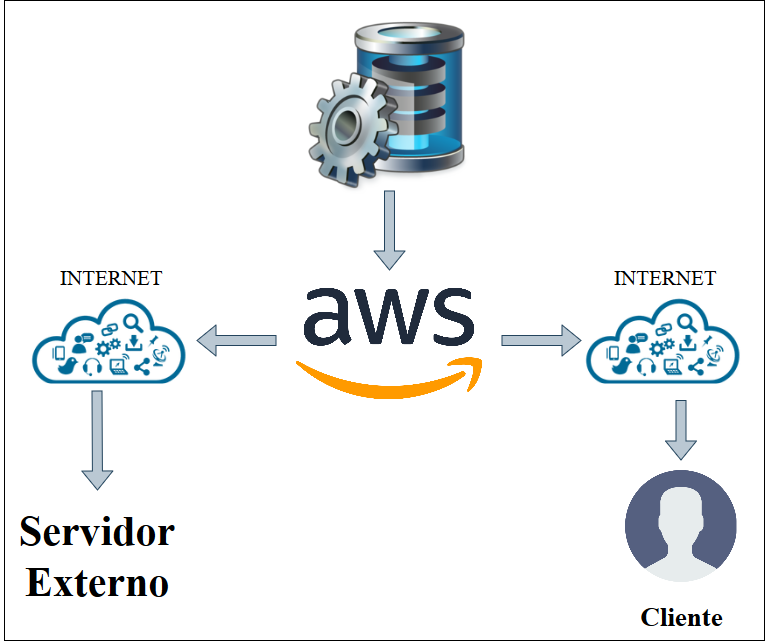 INTERNET
INTERNET
aws
Servidor
Externo
Cliente